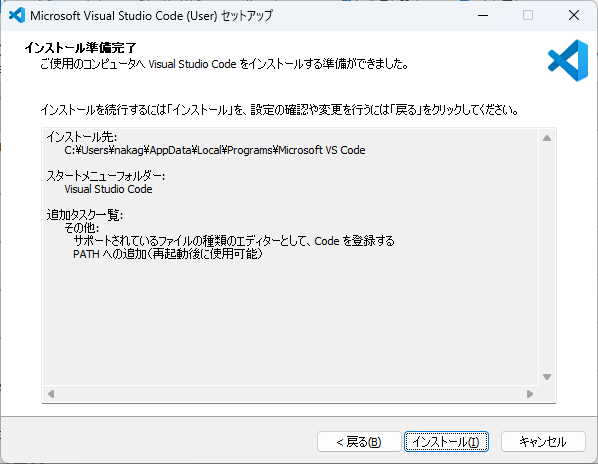 Microsoft Visual Studio Code (User) セットアップ
インストール準備完了
ご使用のコンピュータへ Visual Studio Code をインストールする準備ができました。
インストールを続行するには「インストール」を、設定の確認や変更を行うには「戻る」をクリックしてください。
インストール先:
C:¥Users¥nakag¥AppData¥Local¥Programs¥Microsoft VS Code
スタートメニューフォルダー:
Visual Studio Code
追加タスク一覧:
その他:
サポートされているファイルの種類のエディターとして、Code を登録する
PATH への追加(再起動後に使用可能)
< 戻る(B)
インストール(I)
キャンセル